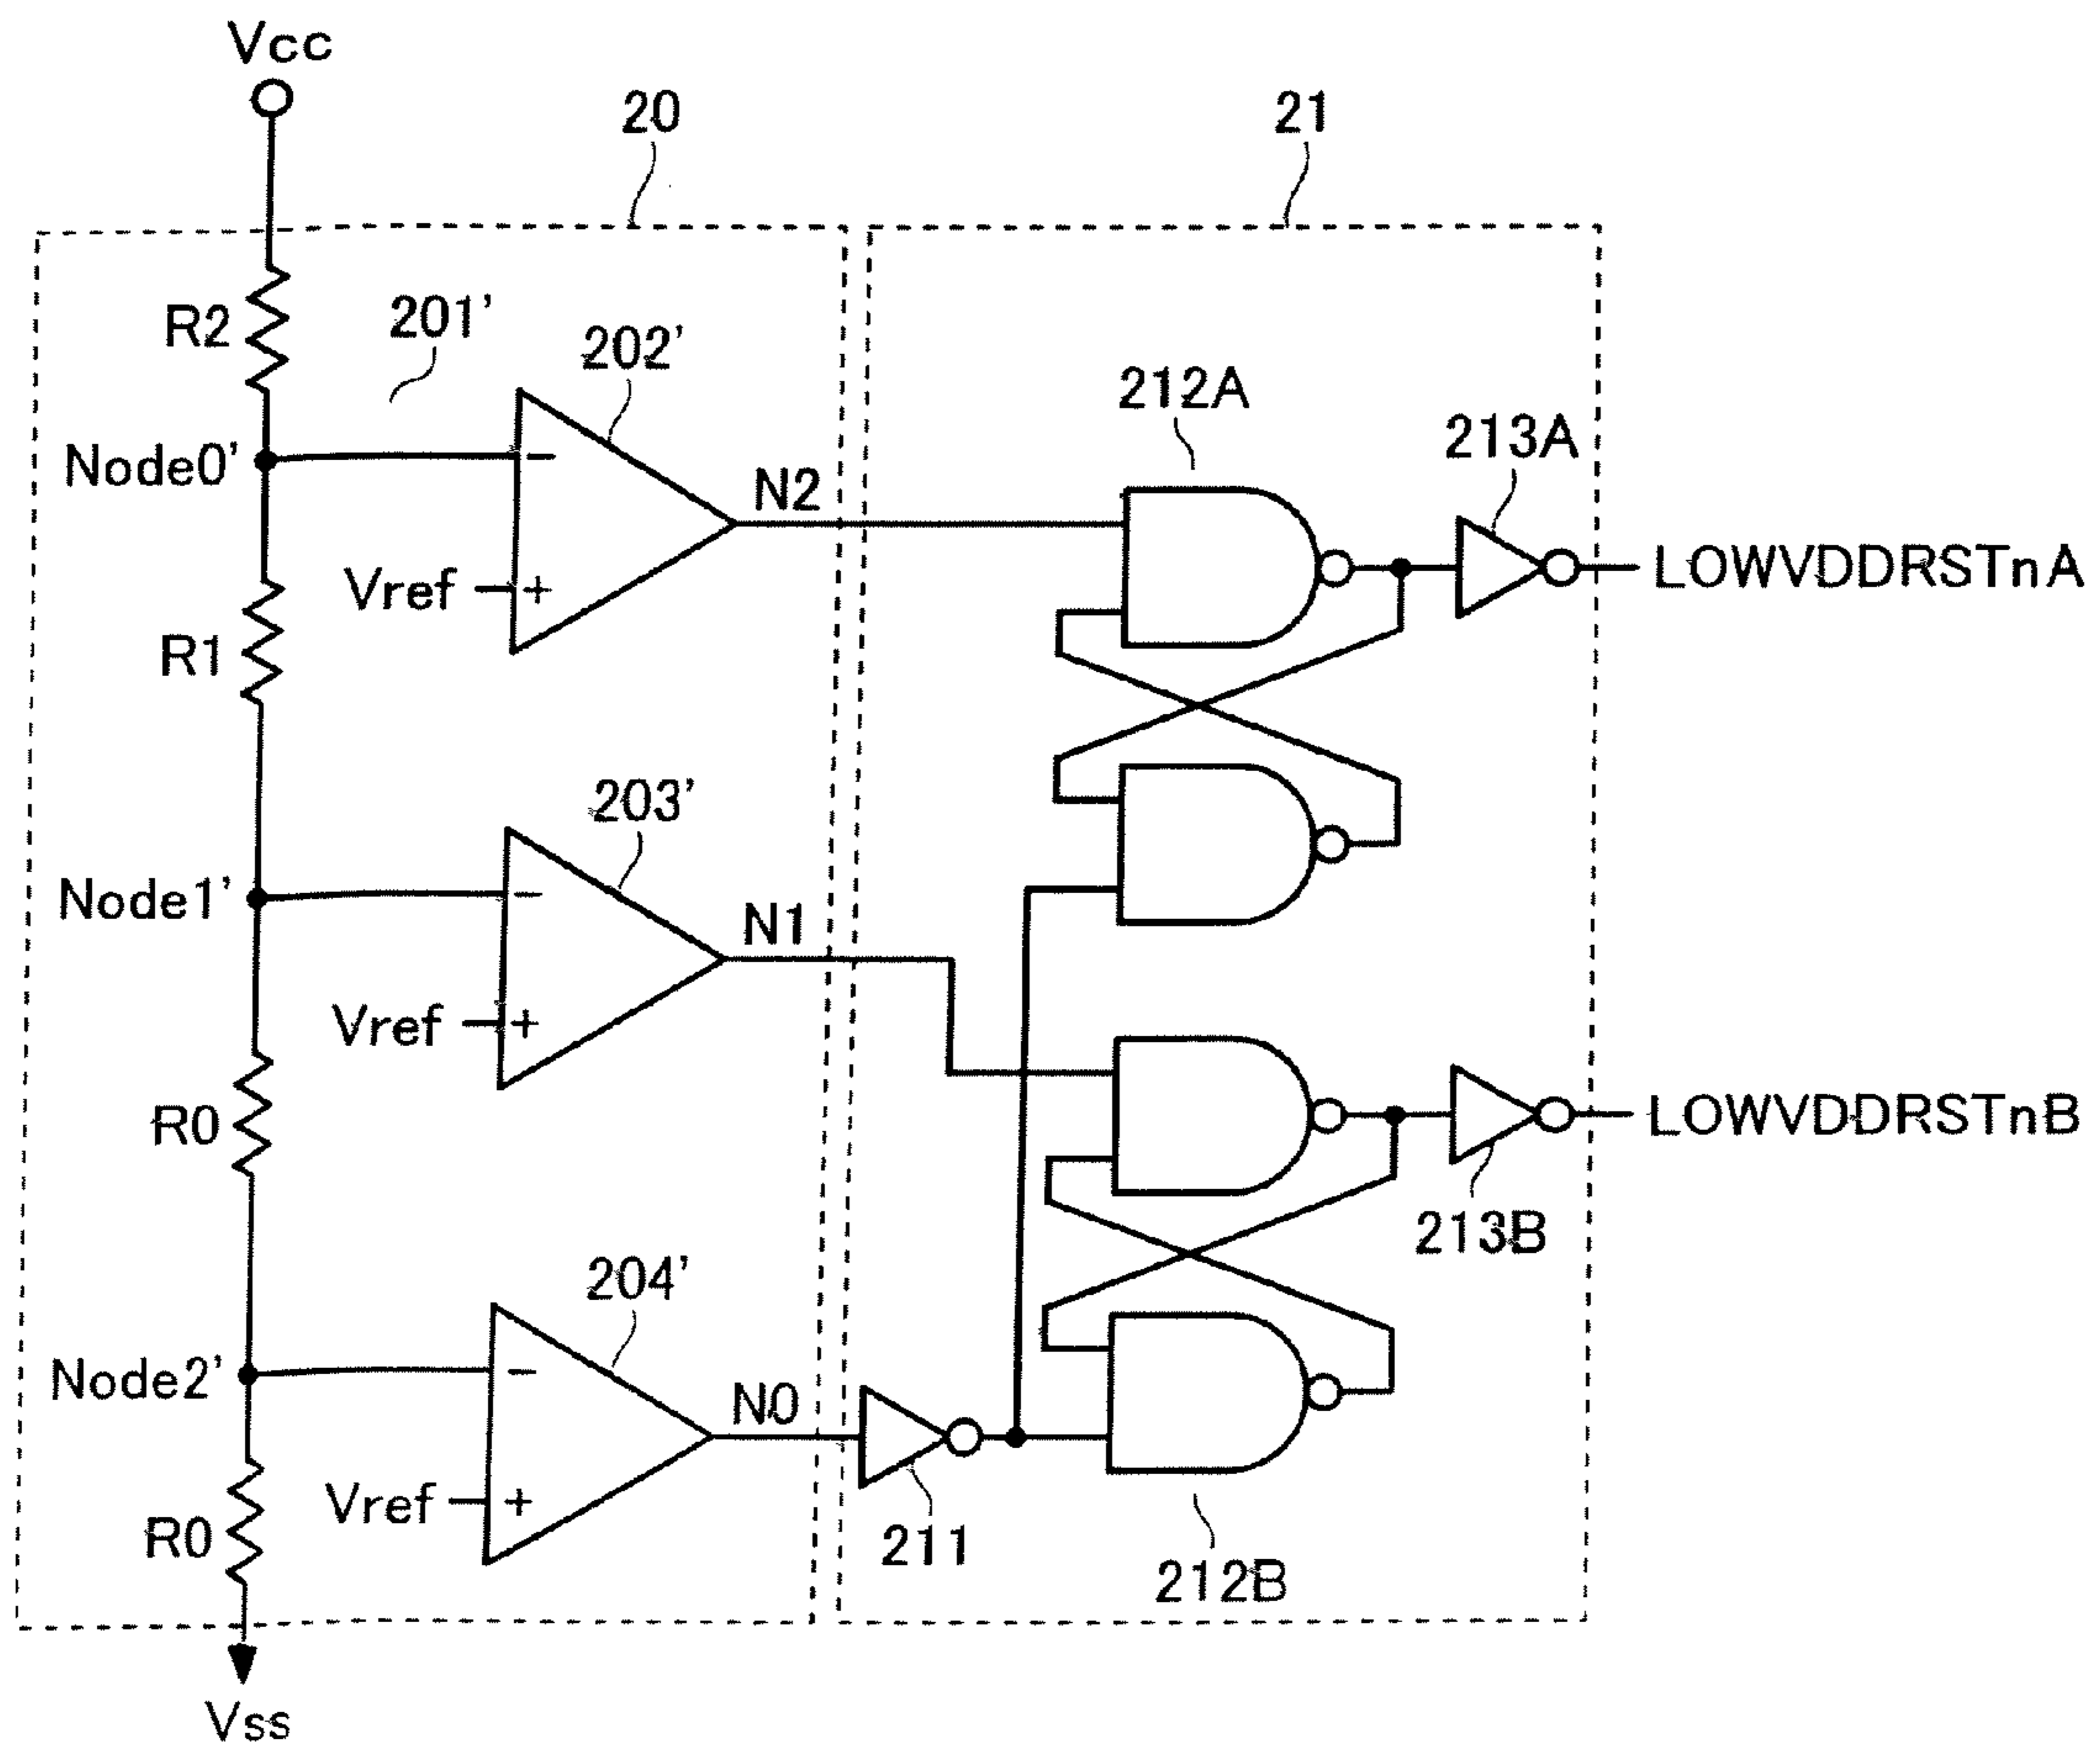 Vcc
20
21
R2
201'
202'
212A
213A
Node0'
-
N2
Vref
+
LOWVDDRSTnA
R1
203'
Node1'
-
N1
Vref
+
R0
LOWVDDRSTnB
213B
204'
Node2'
-
N0
Vref
+
R0
211
212B
Vss